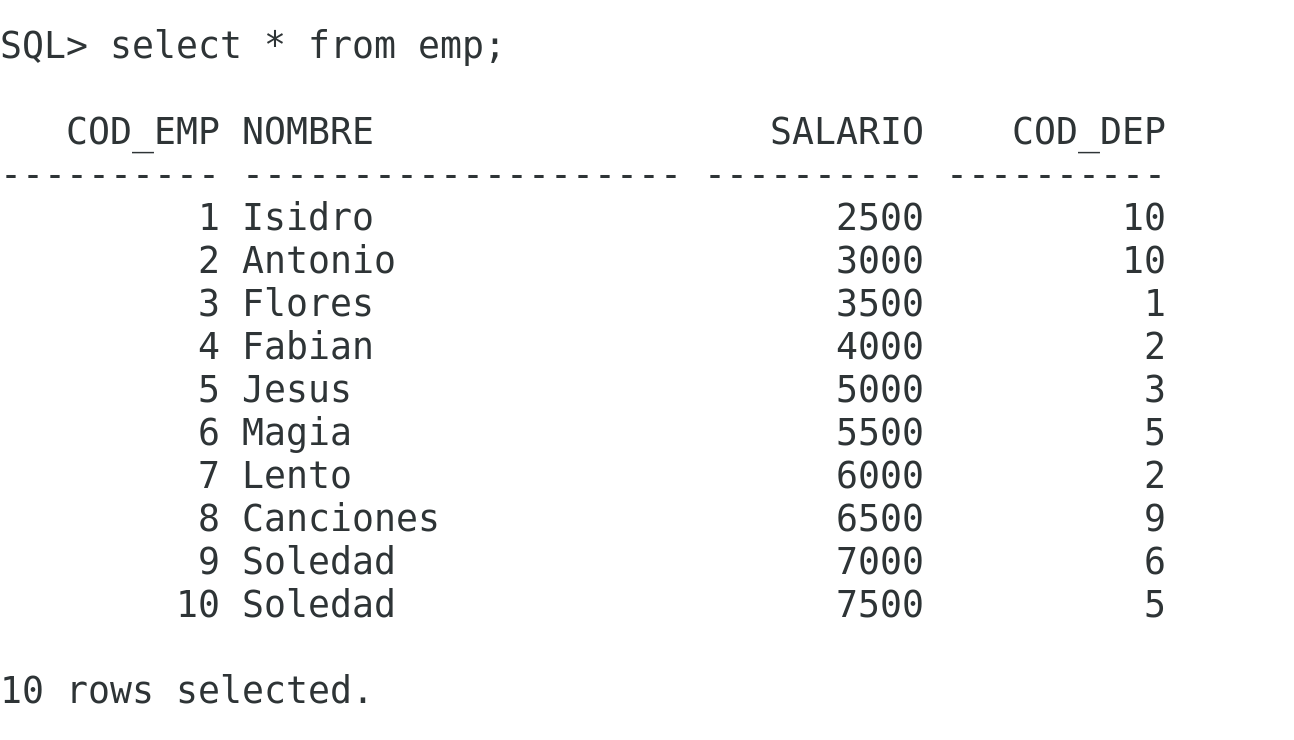 SQL> select * from emp;
   COD_EMP NOMBRE                  SALARIO    COD_DEP
---------- -------------------- ---------- ----------
         1 Isidro                     2500         10
         2 Antonio                    3000         10
         3 Flores                     3500          1
         4 Fabian                     4000          2
         5 Jesus                      5000          3
         6 Magia                      5500          5
         7 Lento                      6000          2
         8 Canciones                  6500          9
         9 Soledad                    7000          6
        10 Soledad                    7500          5
10 rows selected.